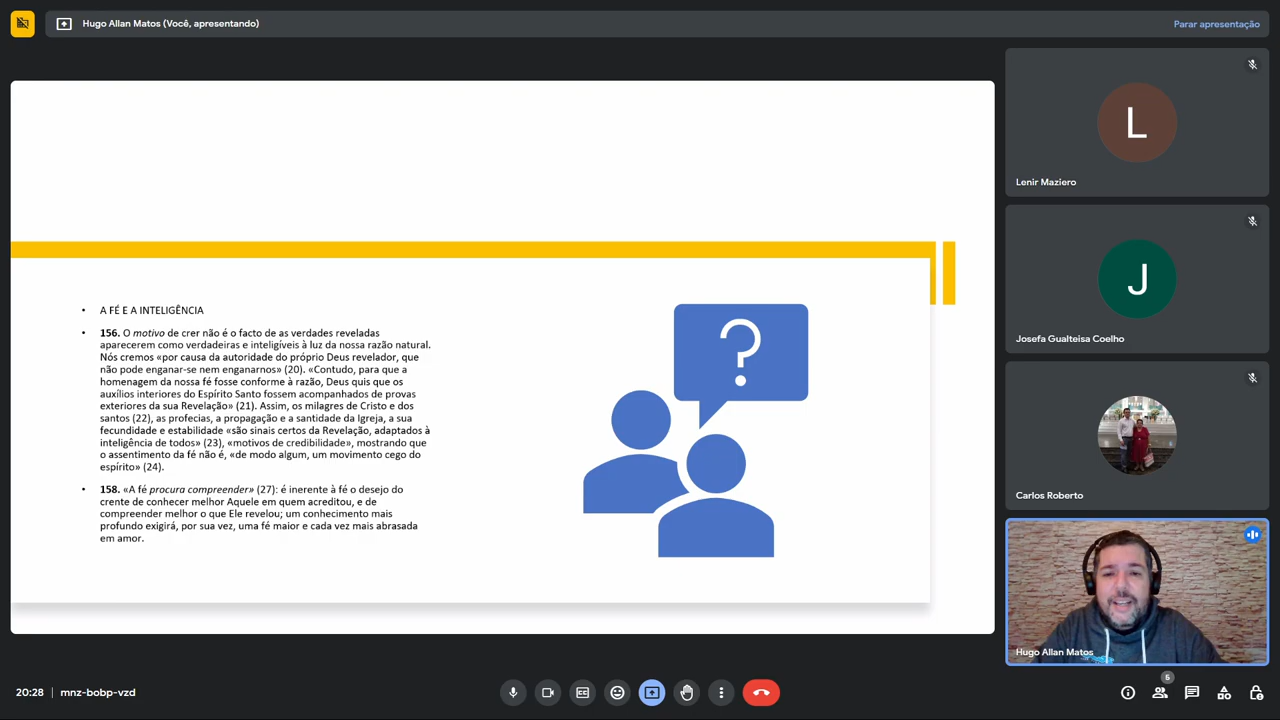 Hugo Allan Matos (Você, apresentando)
Parar apresentação
• A FÉ E A INTELIGÊNCIA
• 156. O motivo de crer não é o facto de as verdades reveladas
aparecerem como verdadeiras e inteligíveis à luz da nossa razão natural.
Nós cremos «por causa da autoridade do próprio Deus revelador, que
não pode enganar-se nem enganarnos» (20). «Contudo, para que a
homenagem da nossa fé fosse conforme à razão, Deus quis que os
auxílios interiores do Espírito Santo fossem acompanhados de provas
exteriores da sua Revelação» (21). Assim, os milagres de Cristo e dos
santos (22), as profecias, a propagação e a santidade da Igreja, a sua
fecundidade e estabilidade «são sinais certos da Revelação, adaptados à
inteligência de todos» (23), «motivos de credibilidade», mostrando que
o assentimento da fé não é, «de modo algum, um movimento cego do
espírito» (24).
• 158. «A fé procura compreender» (27): é inerente à fé o desejo do
crente de conhecer melhor Aquele em quem acreditou, e de
compreender melhor o que Ele revelou; um conhecimento mais
profundo exigirá, por sua vez, uma fé maior e cada vez mais abrasada
em amor.
?
L
Lenir Maziero
J
Josefa Gualteisa Coelho
Carlos Roberto
Hugo Allan Matos
20:28 | mnz-bobp-vzd
5